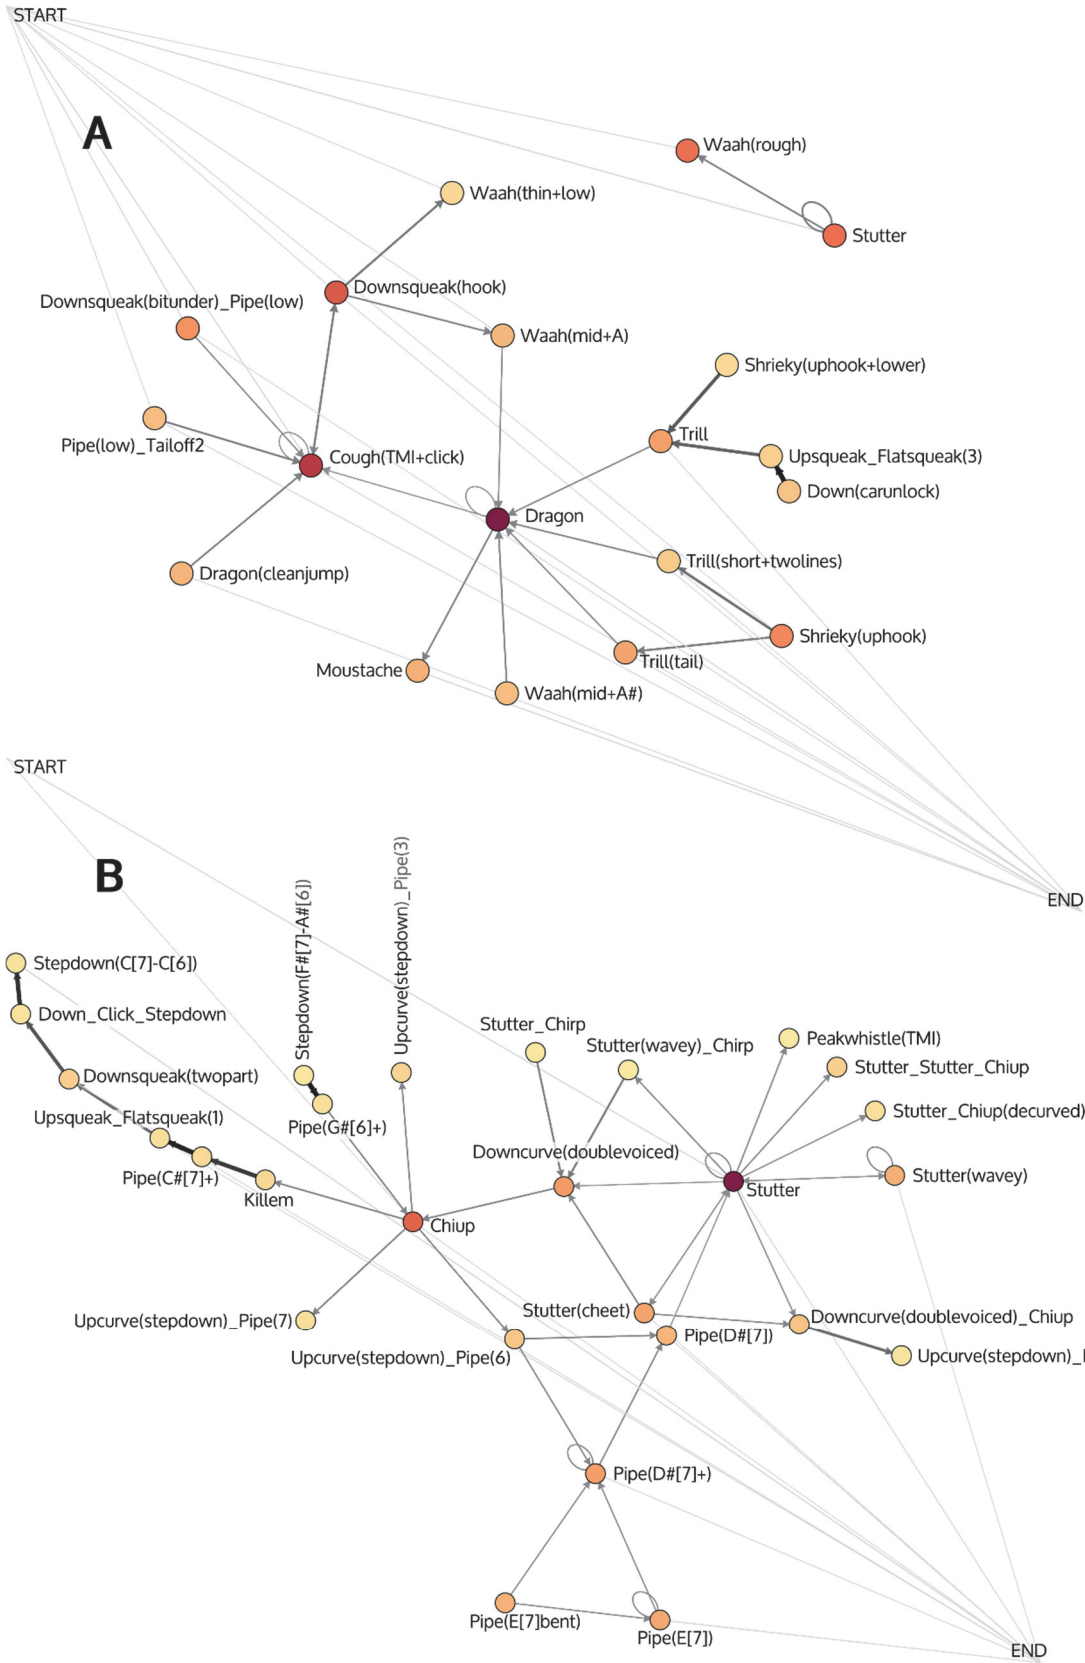 START
A
Waah(rough)
Waah(thin+low)
Stutter
Downsqueak(hook)
Downsqueak(bitunder)_Pipe(low)
Waah(mid+A)
Shrieky(uphook+lower)
Trill
Pipe(low)_Tailoff2
Cough(TMI+click)
Upsqueak_Flatsqueak(3)
Down(carunlock)
Dragon
Trill(short+twolines)
Dragon(cleanjump)
Shrieky(uphook)
Trill(tail)
Moustache
Waah(mid+A#)
END
START
B
Stepdown(F#[7]-A#[6])
Upcurve(stepdown)_Pipe(3)
Stepdown(C[7]-C[6])
Down_Click_Stepdown
Stutter_Chirp
Stutter(wavey)_Chirp
Peakwhistle(TMI)
Stutter_Stutter_Chiup
Downsqueak(twopart)
Upsqueak_Flatsqueak(1)
Pipe(G#[6]+)
Stutter_Chiup(decurved)
Downcurve(doublevoiced)
Pipe(C#[7]+)
Killem
Stutter(wavey)
Stutter
Chiup
Upcurve(stepdown)_Pipe(7)
Stutter(cheet)
Downcurve(doublevoiced)_Chiup
Pipe(D#[7])
Upcurve(stepdown)_Pipe(6)
Upcurve(stepdown)_
Pipe(D#[7]+)
Pipe(E[7]bent)
Pipe(E[7])
END